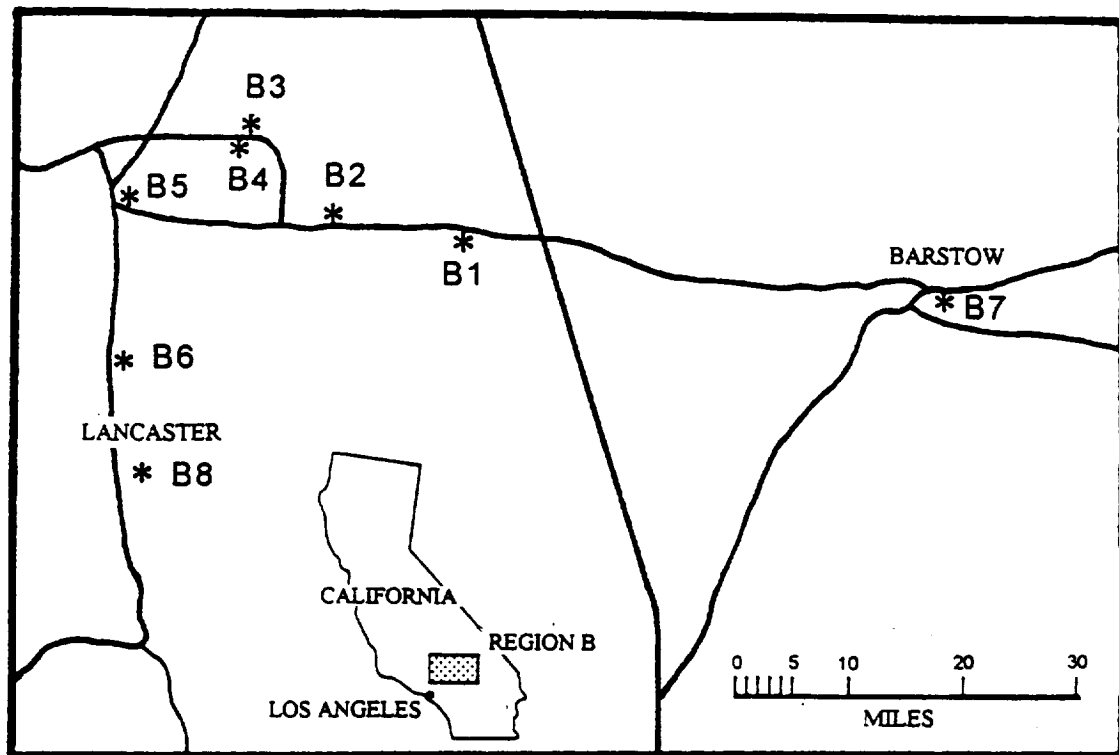 B3
B4
B5
B2
B1
BARSTOW
B7
B6
LANCASTER
B8
CALIFORNIA
REGION B
LOS ANGELES
0 5 10 20 30
MILES